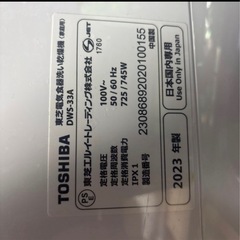 東芝電気食器洗い乾燥機(家庭用)
TOSHIBA DWS-33A
定格電圧 100V~
定格周波数 50/60 Hz
定格消費電力 725/745W
IPX1
製造番号 23086892020100155
東芝エルイートレーディング株式会社
中国製
JET
1780
PS
E
2023 年製
日本国内専用
Use Only in Japan